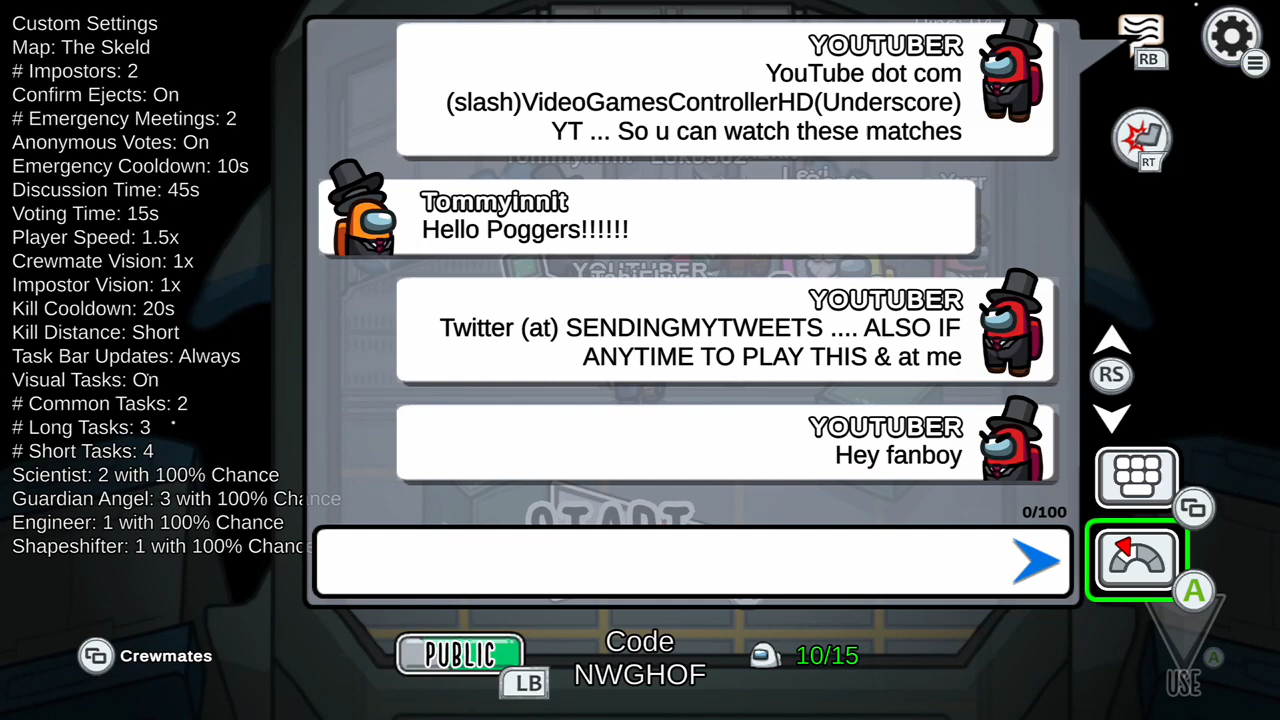 Custom Settings
Map: The Skeld
# Impostors: 2
Confirm Ejects: On
# Emergency Meetings: 2
Anonymous Votes: On
Emergency Cooldown: 10s
Discussion Time: 45s
Voting Time: 15s
Player Speed: 1.5x
Crewmate Vision: 1x
Impostor Vision: 1x
Kill Cooldown: 20s
Kill Distance: Short
Task Bar Updates: Always
Visual Tasks: On
# Common Tasks: 2
# Long Tasks: 3
# Short Tasks: 4
Scientist: 2 with 100% Chance
Guardian Angel: 3 with 100% Chance
Engineer: 1 with 100% Chance
Shapeshifter: 1 with 100% Chance
YOUTUBER
YouTube dot com
(slash)VideoGamesControllerHD(Underscore)
YT ... So u can watch these matches
Tommyinnit
Hello Poggers!!!!!!
YOUTUBER
YOUTUBER
Twitter (at) SENDINGMYTWEETS .... ALSO IF
ANYTIME TO PLAY THIS & at me
YOUTUBER
Hey fanboy
START
0/100
RB
RT
RS
A
USE
A
Crewmates
PUBLIC
LB
Code
NWGHOF
10/15